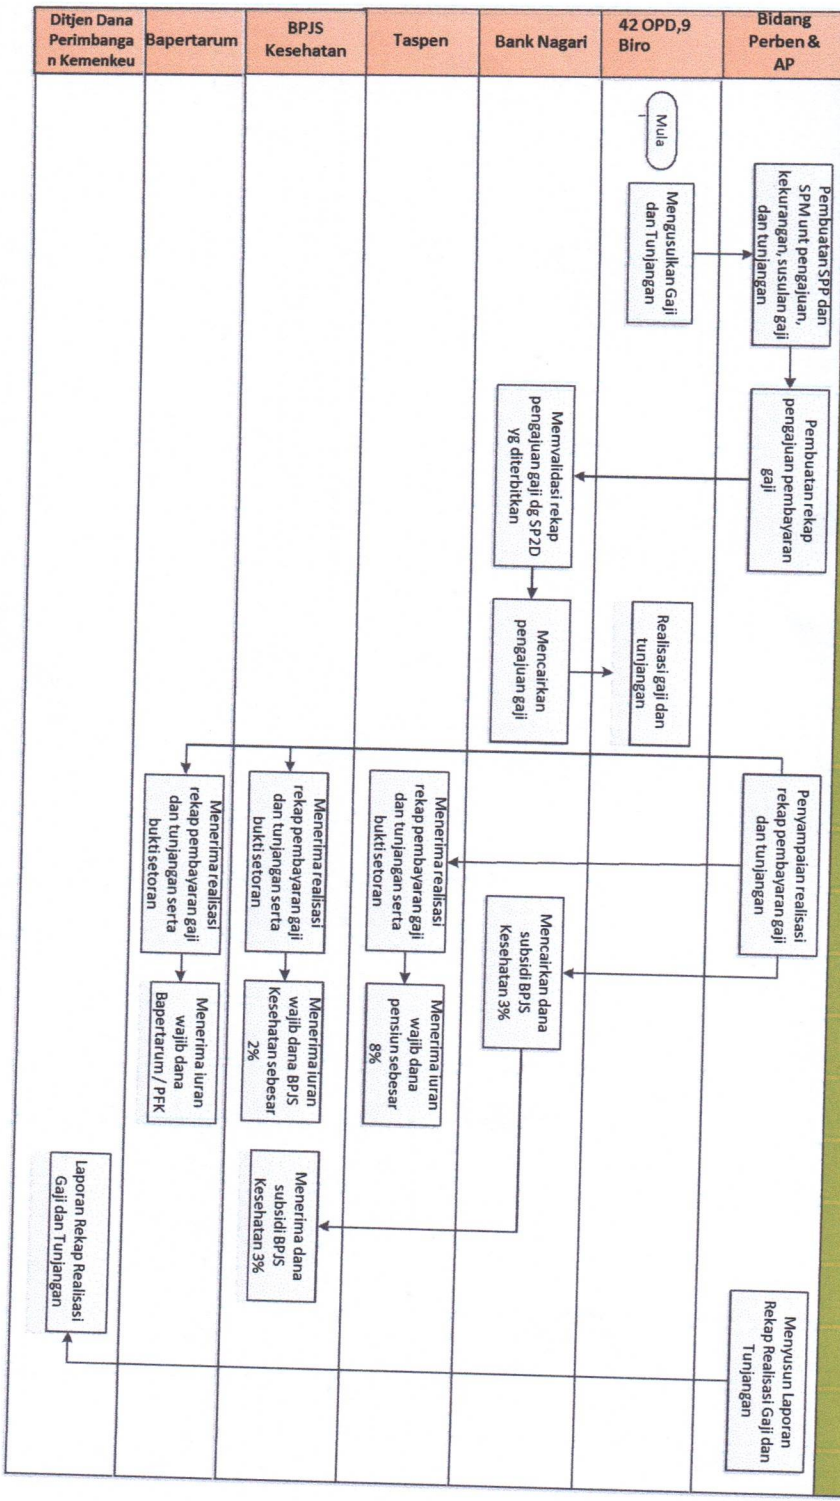 Ditjen Dana
Perimbanga
n Kemenkeu
Bapertarum
BPJS
Kesehatan
Taspen
Bank Nagari
42 OPD,9
Biro
Bidang
Perben &
AP
Mula
i
Mengusulkan Gaji
dan Tunjangan
Pembuatan SPP dan
SPM unt pengajuan,
kekurangan, susulan gaji
dan tunjangan
Pembuatan rekap
pengajuan pembayaran
gaji
Memvalidasi rekap
pengajuan gaji dg SP2D
yg diterbitkan
Mencairkan
pengajuan gaji
Realisasi gaji dan
tunjangan
Penyampaian realisasi
rekap pembayaran gaji
dan tunjangan
Menerima realisasi
rekap pembayaran gaji
dan tunjangan serta
bukti setoran
Menerima realisasi
rekap pembayaran gaji
dan tunjangan serta
bukti setoran
Menerima realisasi
rekap pembayaran gaji
dan tunjangan serta
bukti setoran
Mencairkan dana
subsidi BPJS
Kesehatan 3%
Menerima iuran
wajib dana
pensiun sebesar
8%
Menerima iuran
wajib dana BPJS
Kesehatan sebesar
2%
Menerima iuran
wajib dana
Bapertarum / PFK
Menerima dana
subsidi BPJS
Kesehatan 3%
Menyusun Laporan
Rekap Realisasi Gaji dan
Tunjangan
Laporan Rekap Realisasi
Gaji dan Tunjangan